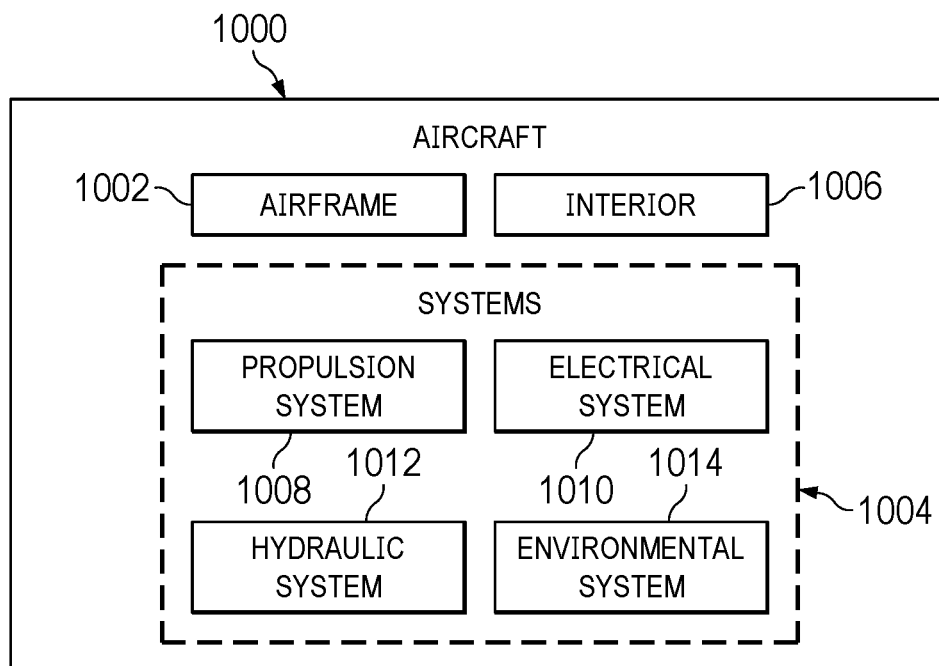 1000
AIRCRAFT
1002
AIRFRAME
INTERIOR
1006
SYSTEMS
PROPULSION
SYSTEM
ELECTRICAL
SYSTEM
1008
1012
1010
1014
1004
HYDRAULIC
SYSTEM
ENVIRONMENTAL
SYSTEM